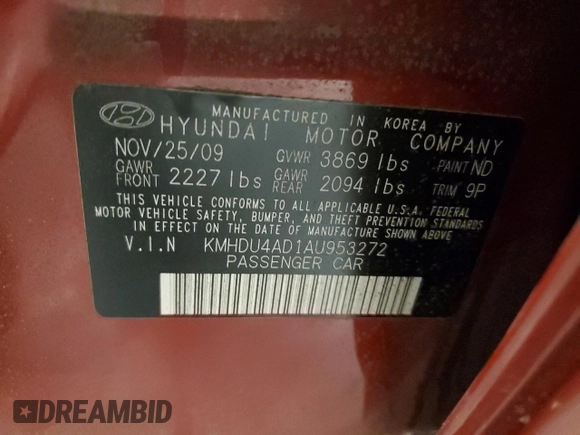 MANUFACTURED IN KOREA BY
HYUNDAI MOTOR COMPANY
NOV/25/09 GVWR 3869 lbs PAINT ND
GAWR FRONT 2227 lbs GAWR REAR 2094 lbs TRIM 9P
THIS VEHICLE CONFORMS TO ALL APPLICABLE U.S.A. FEDERAL
MOTOR VEHICLE SAFETY, BUMPER, AND THEFT PREVENTION STANDARDS
IN EFFECT ON THE DATE OF MANUFACTURE SHOWN ABOVE.
V.I.N KMHDU4AD1AU953272
PASSENGER CAR
DREAMBID